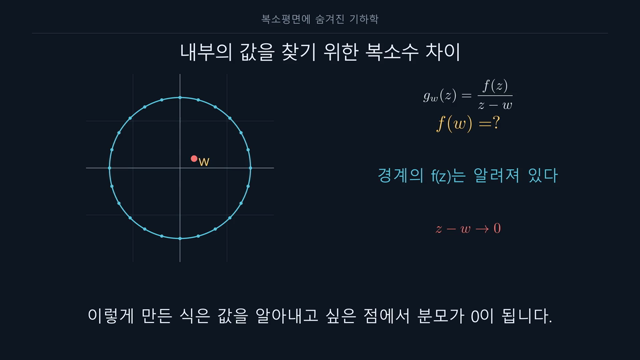 복소평면에 숨겨진 기하학
내부의 값을 찾기 위한 복소수 차이
g_w(z) = f(z)/(z − w)
f(w) =?
w
경계의 f(z)는 알려져 있다
z − w → 0
이렇게 만든 식은 값을 알아내고 싶은 점에서 분모가 0이 됩니다.